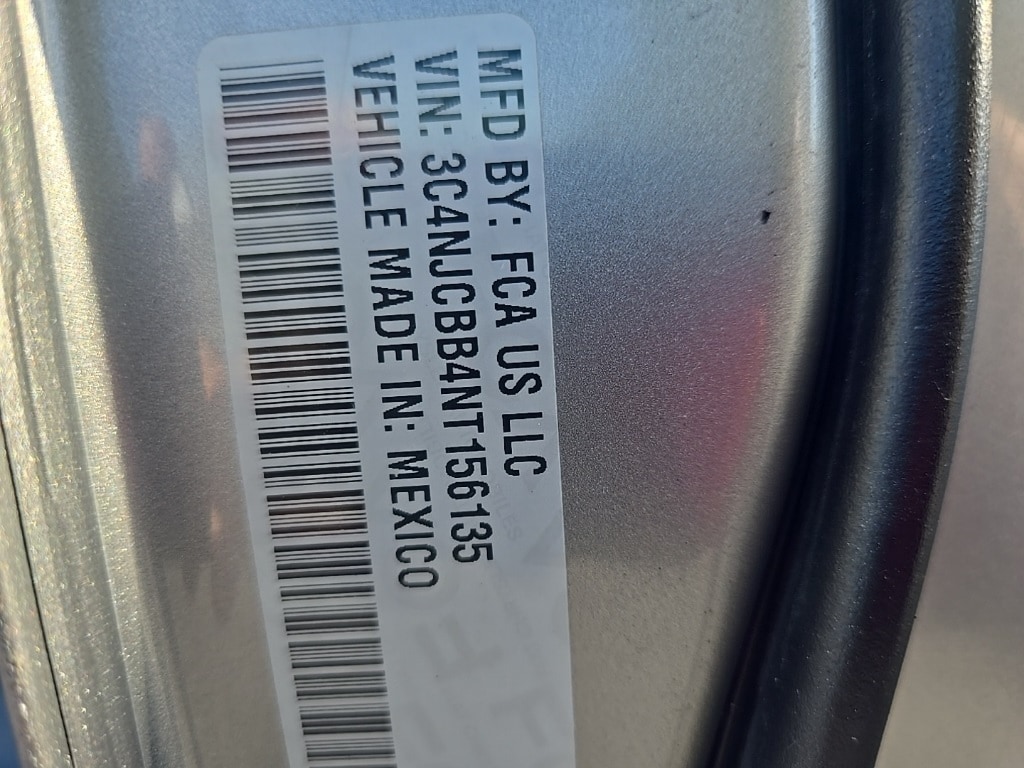 MFD BY: FCA US LLC
VIN: 3C4NJCBB4NT156135
VEHICLE MADE IN: MEXICO